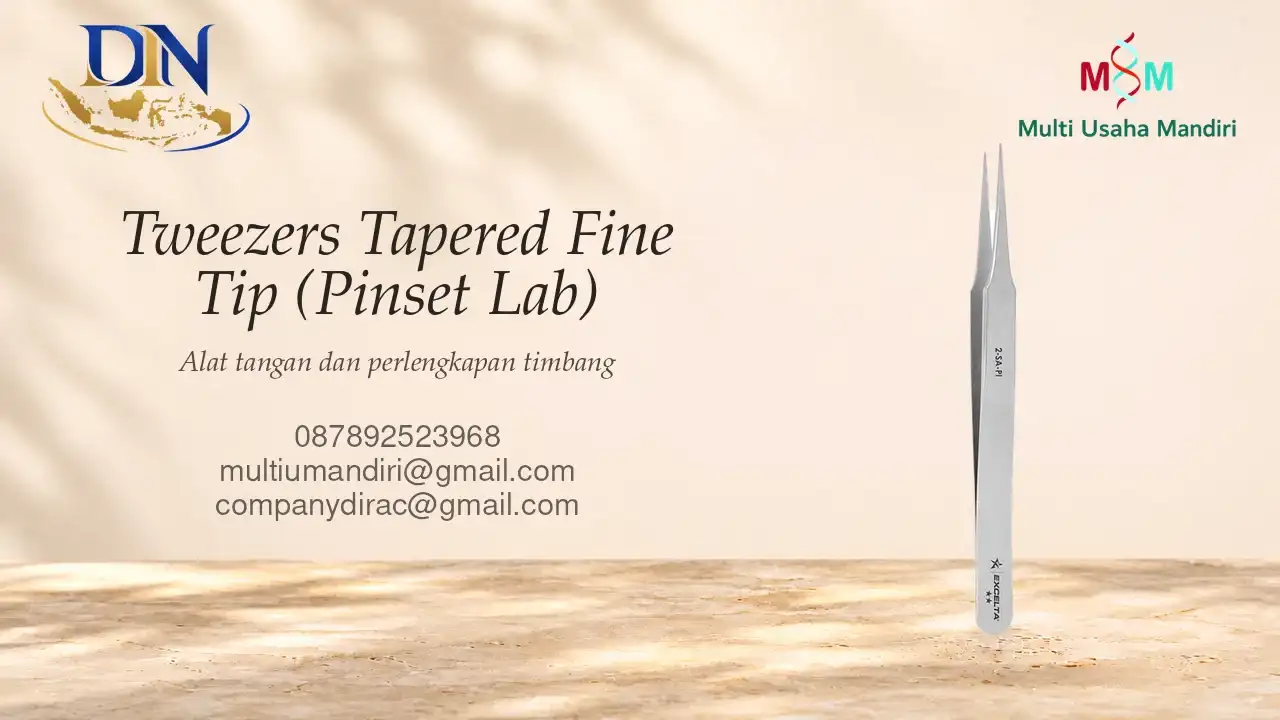 DN
MSM
Multi Usaha Mandiri
Tweezers Tapered Fine
Tip (Pinset Lab)
Alat tangan dan perlengkapan timbang
087892523968
multiumandiri@gmail.com
companydirac@gmail.com
2-SA-PI
EXCELTA